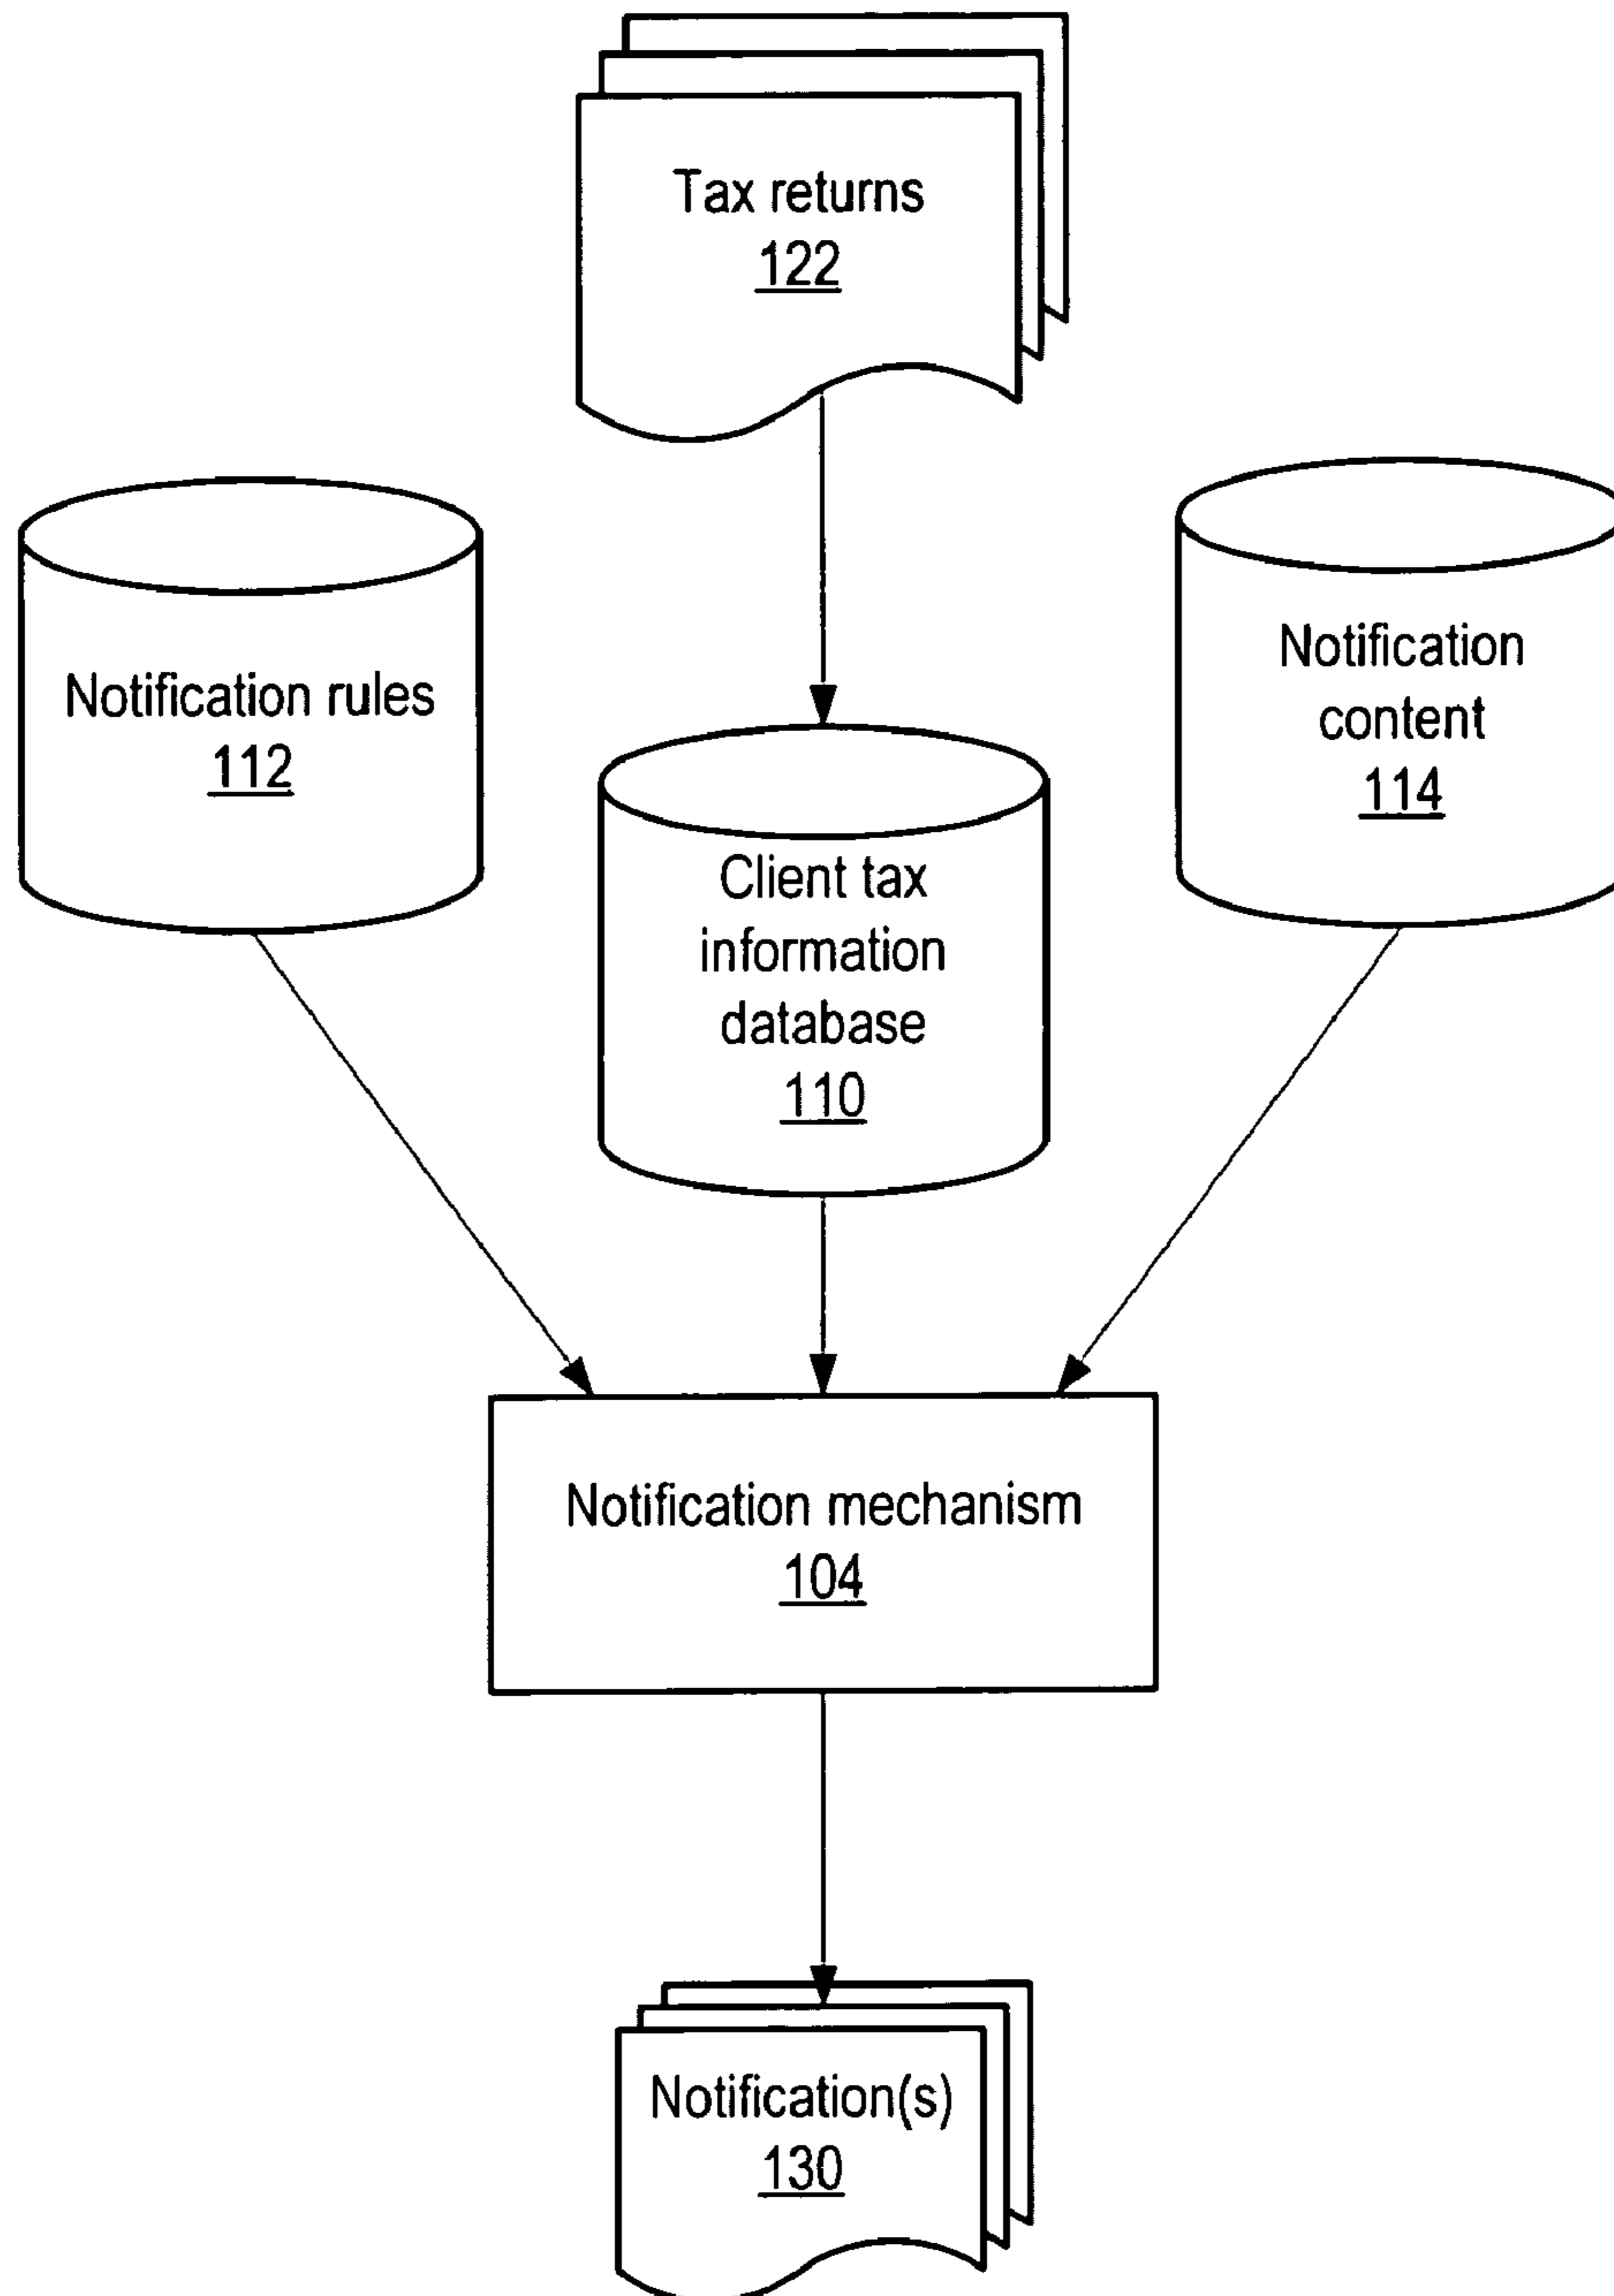 Tax returns
122
Notification rules
112
Notification
content
114
Client tax
information
database
110
Notification mechanism
104
Notification(s)
130